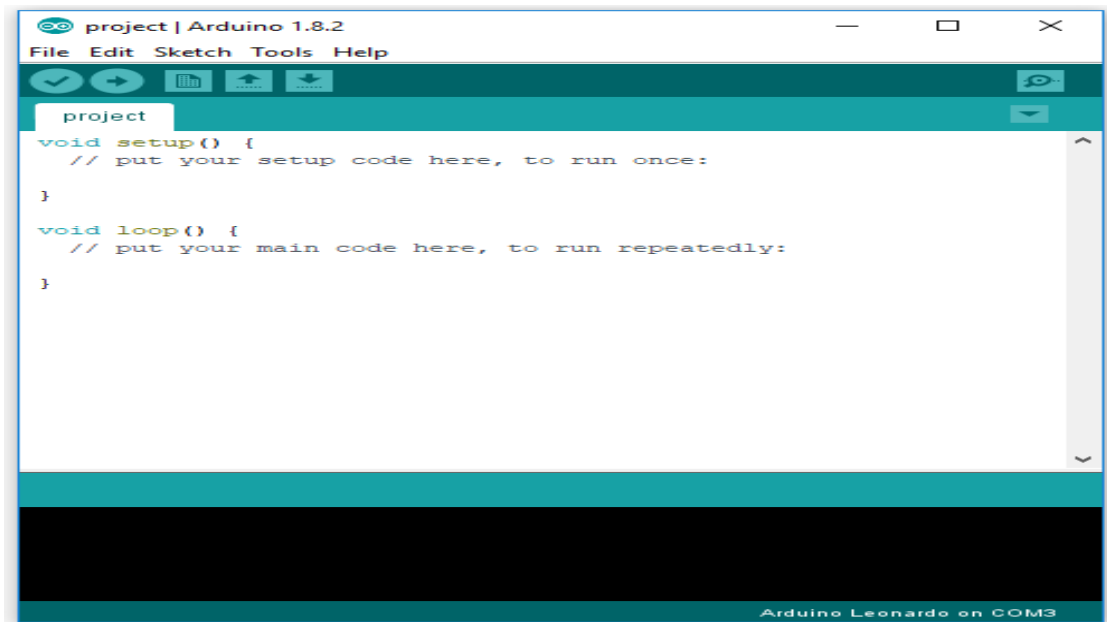 project | Arduino 1.8.2
File Edit Sketch Tools Help
project
void setup() {
  // put your setup code here, to run once:
}
void loop() {
  // put your main code here, to run repeatedly:
}
Arduino Leonardo on COM3